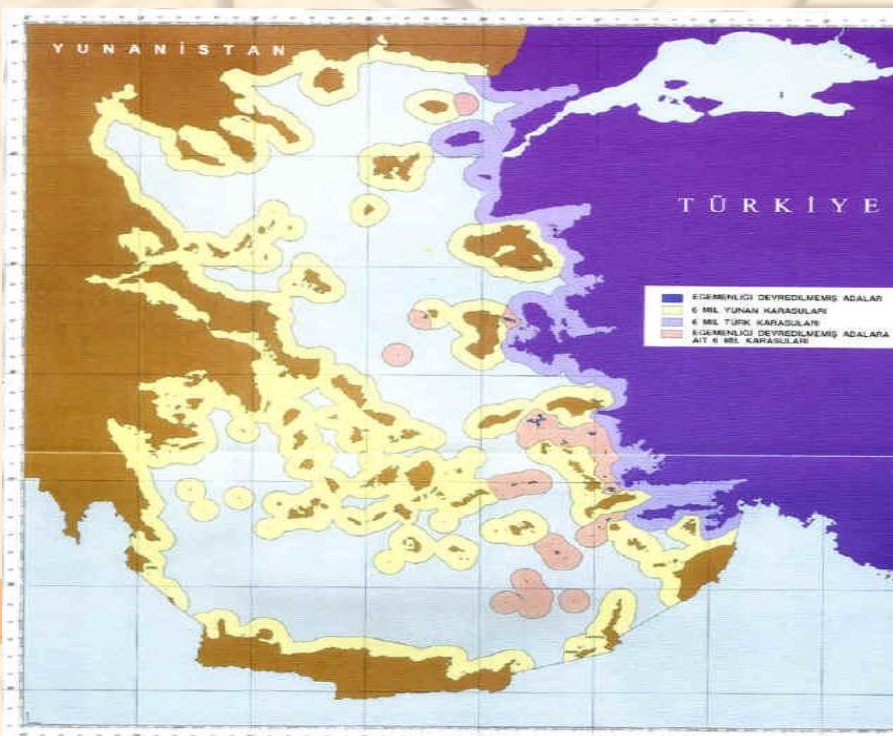 YUNANİSTAN
TÜRKİYE
EGEMENLİĞİ DEVREDİLMEMİŞ ADALAR
6 MİL YUNAN KARASULARI
6 MİL TÜRK KARASULARI
EGEMENLİĞİ DEVREDİLMEMİŞ ADALARA
AİT 6 MİL KARASULARI